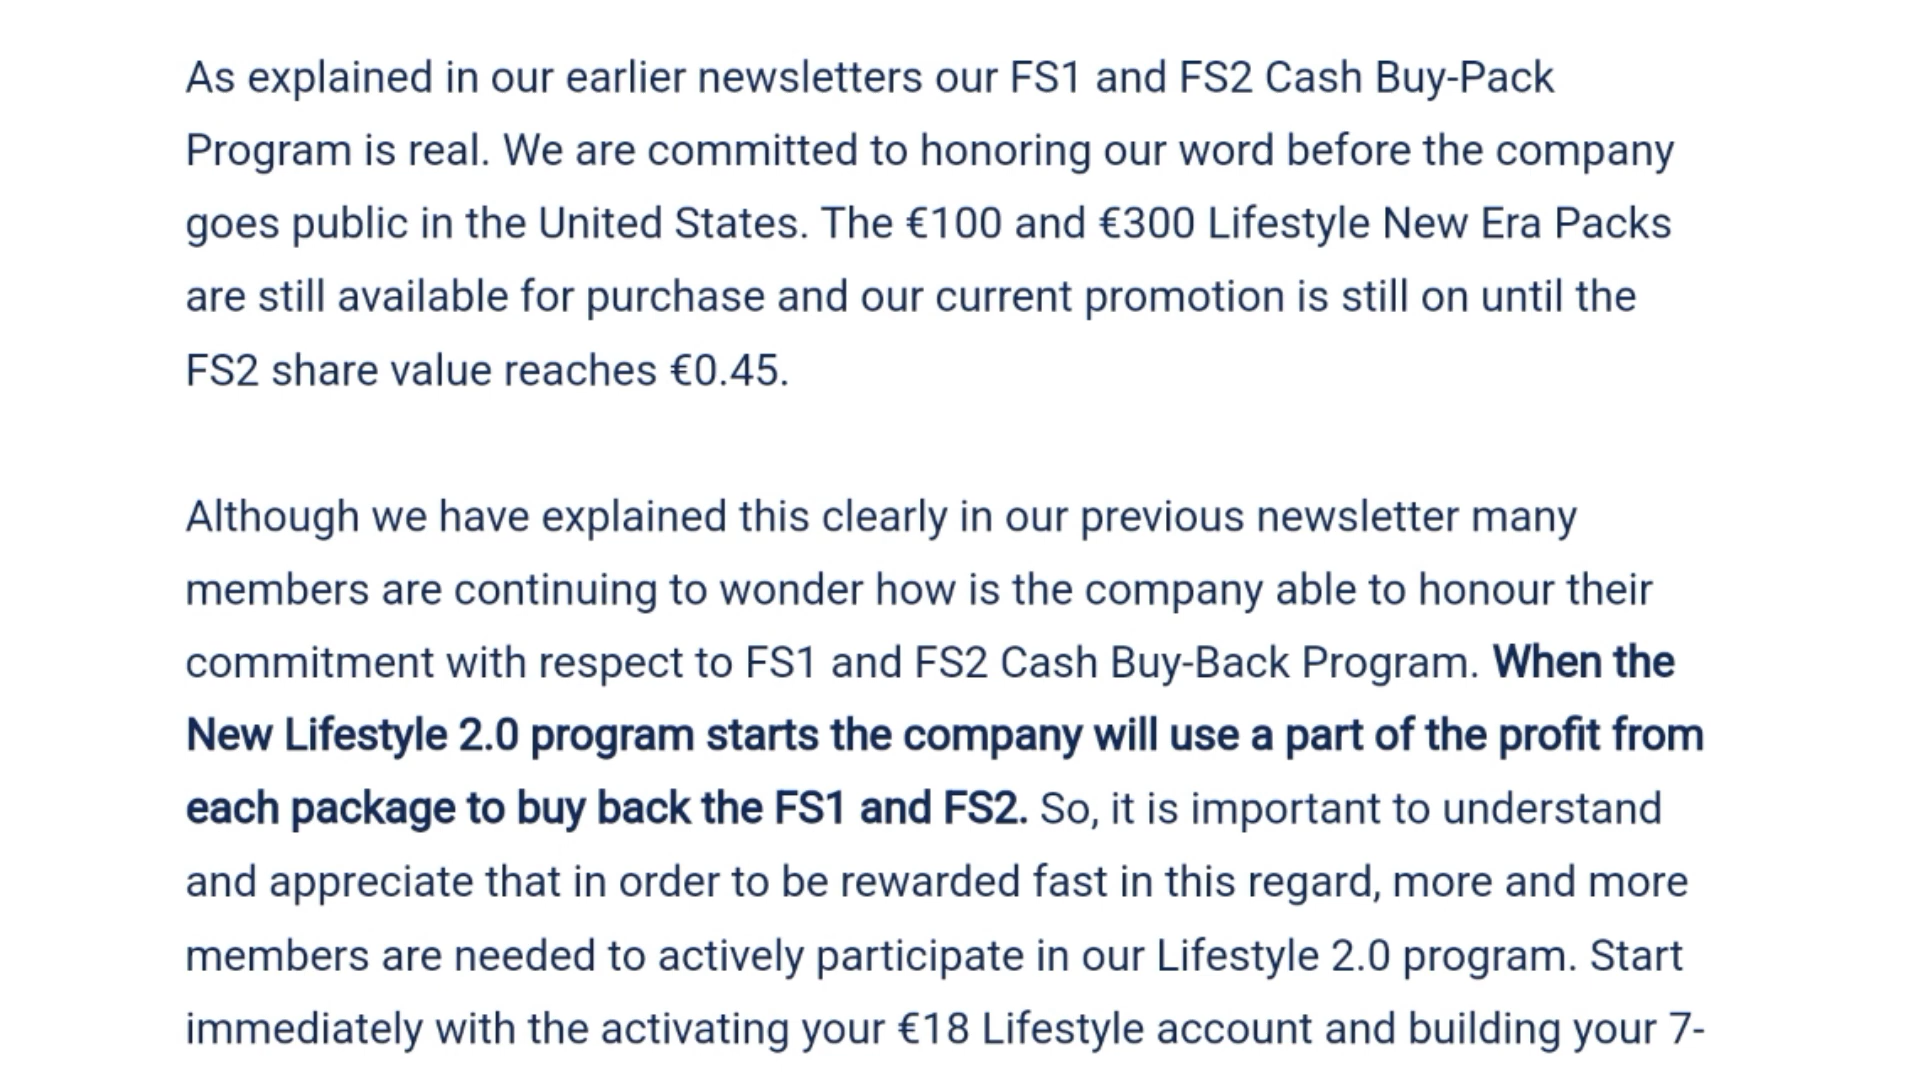 As explained in our earlier newsletters our FS1 and FS2 Cash Buy-Pack
Program is real. We are committed to honoring our word before the company
goes public in the United States. The €100 and €300 Lifestyle New Era Packs
are still available for purchase and our current promotion is still on until the
FS2 share value reaches €0.45.
Although we have explained this clearly in our previous newsletter many
members are continuing to wonder how is the company able to honour their
commitment with respect to FS1 and FS2 Cash Buy-Back Program. When the
New Lifestyle 2.0 program starts the company will use a part of the profit from
each package to buy back the FS1 and FS2. So, it is important to understand
and appreciate that in order to be rewarded fast in this regard, more and more
members are needed to actively participate in our Lifestyle 2.0 program. Start
immediately with the activating your €18 Lifestyle account and building your 7-